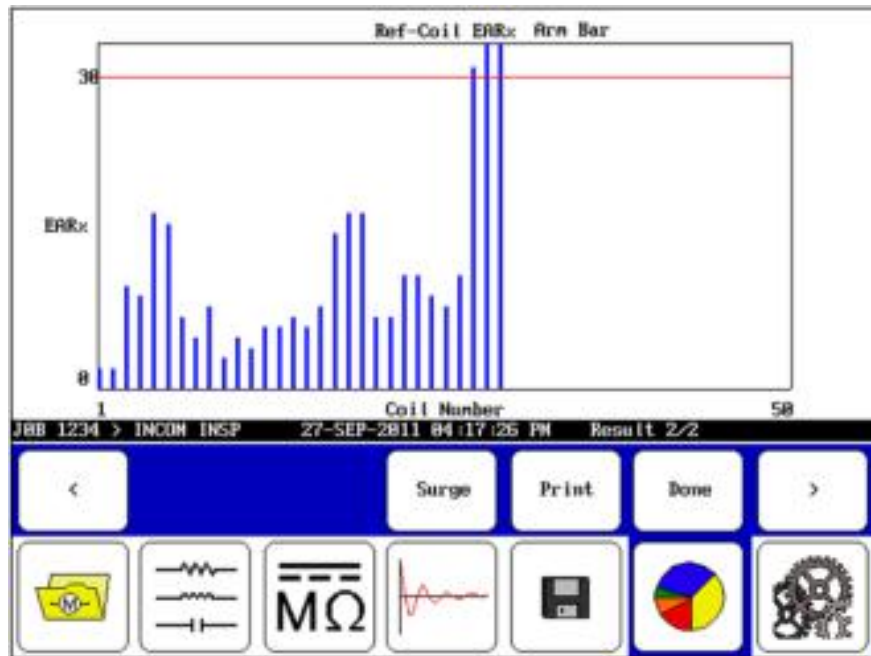 Ref-Coil EARx Arm Bar
30
EARx
0
1 Coil Number 50
JOB 1234 > INCOM INSP 27-SEP-2011 04:17:26 PM Result 2/2
< Surge Print Done >
M
MΩ